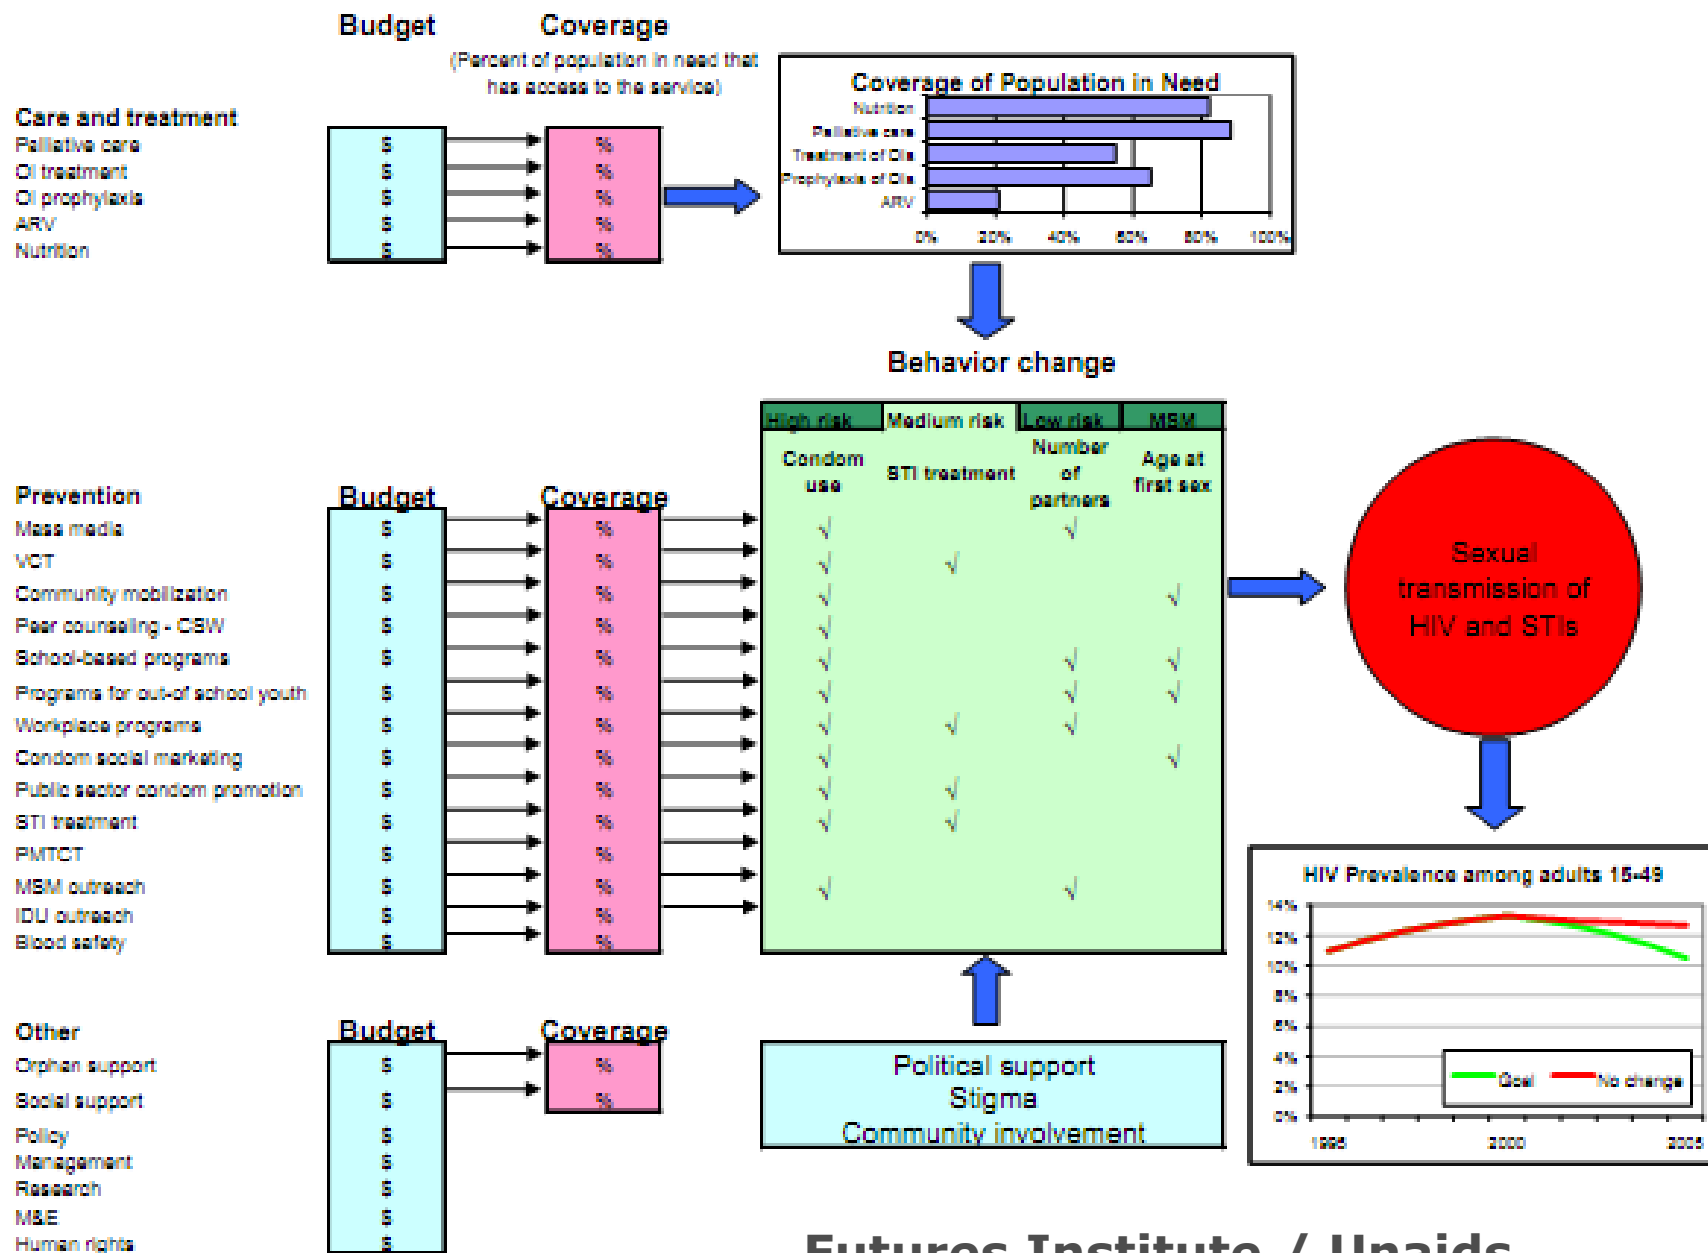 Budget
Coverage
(Percent of population in need that
has access to the service)
Care and treatment
Palliative care $ %
OI treatment $ %
OI prophylaxis $ %
ARV $ %
Nutrition $ %
Coverage of Population in Need
Nutrition
Palliative care
Treatment of OIs
Prophylaxis of OIs
ARV
0% 20% 40% 60% 80% 100%
Behavior change
High risk Medium risk Low risk MSM
Condom
use
STI treatment
Number
of
partners
Age at
first sex
Prevention Budget Coverage
Mass media $ % √ √
VCT $ % √ √
Community mobilization $ % √ √
Peer counseling - CSW $ % √
School-based programs $ % √ √ √
Programs for out-of school youth $ % √ √ √
Workplace programs $ % √ √ √
Condom social marketing $ % √ √
Public sector condom promotion $ % √ √
STI treatment $ % √ √
PMTCT $ %
MSM outreach $ % √ √
IDU outreach $ %
Blood safety $ %
Sexual
transmission of
HIV and STIs
HIV Prevalence among adults 15-49
14%
12%
10%
8%
6%
4%
2%
0%
Goal No change
1995 2000 2005
Other Budget Coverage
Orphan support $ %
Social support $ %
Policy $
Management $
Research $
M&E $
Human rights $
Political support
Stigma
Community involvement
Futures Institute / Unaids